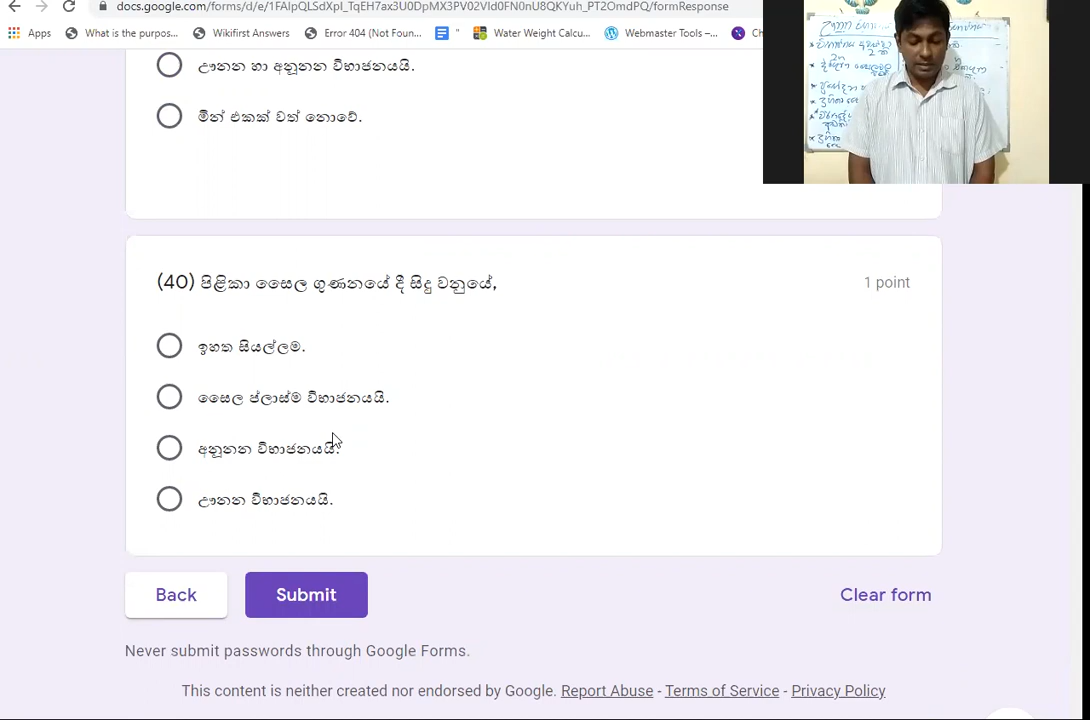 docs.google.com/forms/d/e/1FAIpQLSdXpI_TqEH7ax3U0DpMX3PV02VId0FN0nU8QKYuh_PT2OmdPQ/formResponse
Apps What is the purpos... Wikifirst Answers Error 404 (Not Foun... Water Weight Calcu... Webmaster Tools –... Ch
ඌනන හා අනූනන විභාජනයයි.
මින් එකක් වත් නොවේ.
(40) පිළිකා සෛල ගුණනයේ දී සිදු වනුයේ,
1 point
ඉහත සියල්ලම.
සෛල ප්ලාස්ම විභාජනයයි.
අනූනන විභාජනයයි.
ඌනන විභාජනයයි.
Back Submit Clear form
Never submit passwords through Google Forms.
This content is neither created nor endorsed by Google. Report Abuse - Terms of Service - Privacy Policy